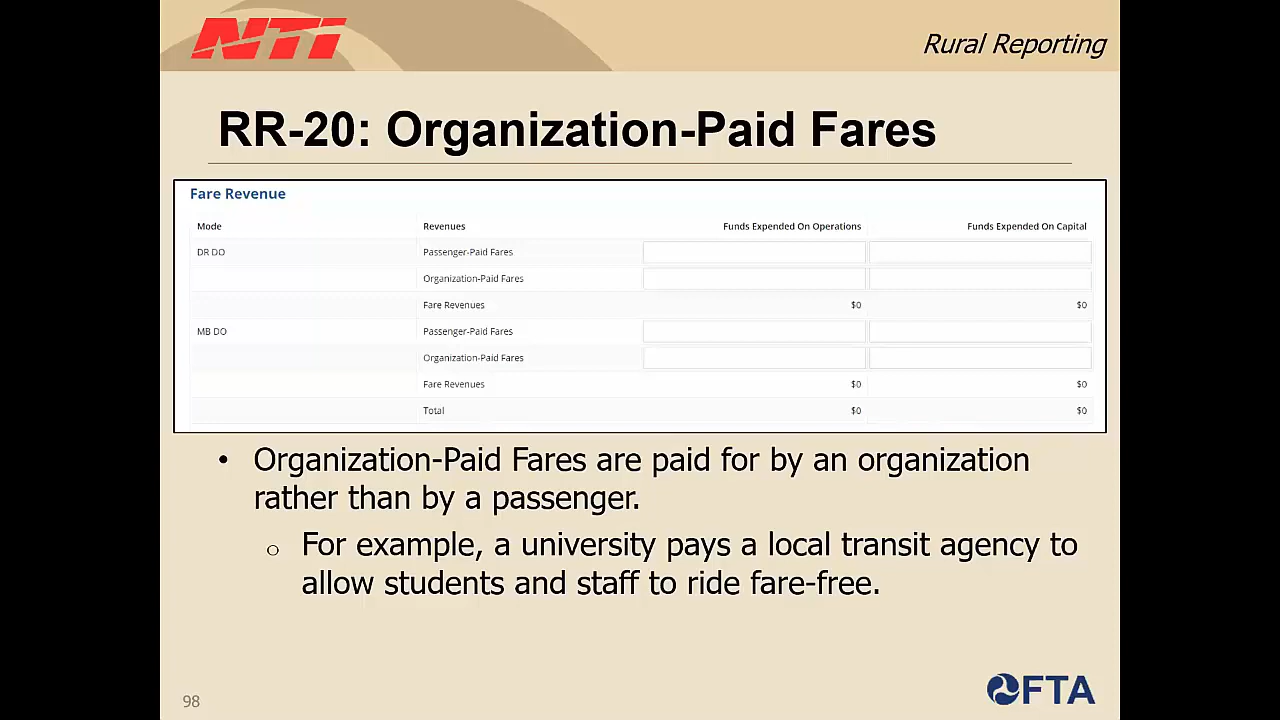 NTI
Rural Reporting
RR-20: Organization-Paid Fares
Fare Revenue
Mode Revenues Funds Expended On Operations Funds Expended On Capital
DR DO Passenger-Paid Fares
Organization-Paid Fares
Fare Revenues $0 $0
MB DO Passenger-Paid Fares
Organization-Paid Fares
Fare Revenues $0 $0
Total $0 $0
• Organization-Paid Fares are paid for by an organization
rather than by a passenger.
o For example, a university pays a local transit agency to
allow students and staff to ride fare-free.
98
FTA